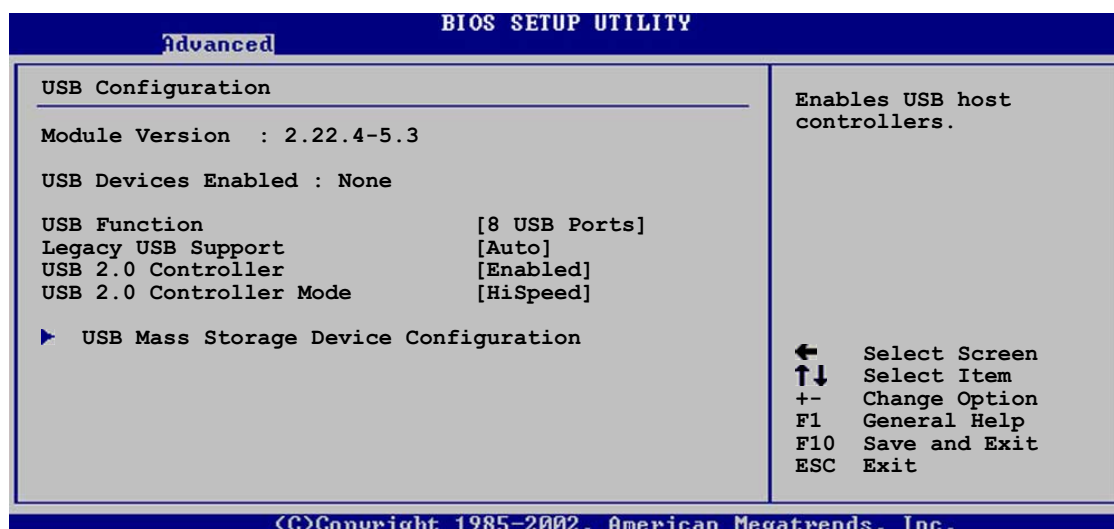 BIOS SETUP UTILITY
Advanced
USB Configuration
Module Version : 2.22.4-5.3
USB Devices Enabled : None
USB Function [8 USB Ports]
Legacy USB Support [Auto]
USB 2.0 Controller [Enabled]
USB 2.0 Controller Mode [HiSpeed]
USB Mass Storage Device Configuration
Enables USB host
controllers.
← Select Screen
↑↓ Select Item
+- Change Option
F1 General Help
F10 Save and Exit
ESC Exit
(C)Copyright 1985-2002, American Megatrends, Inc.